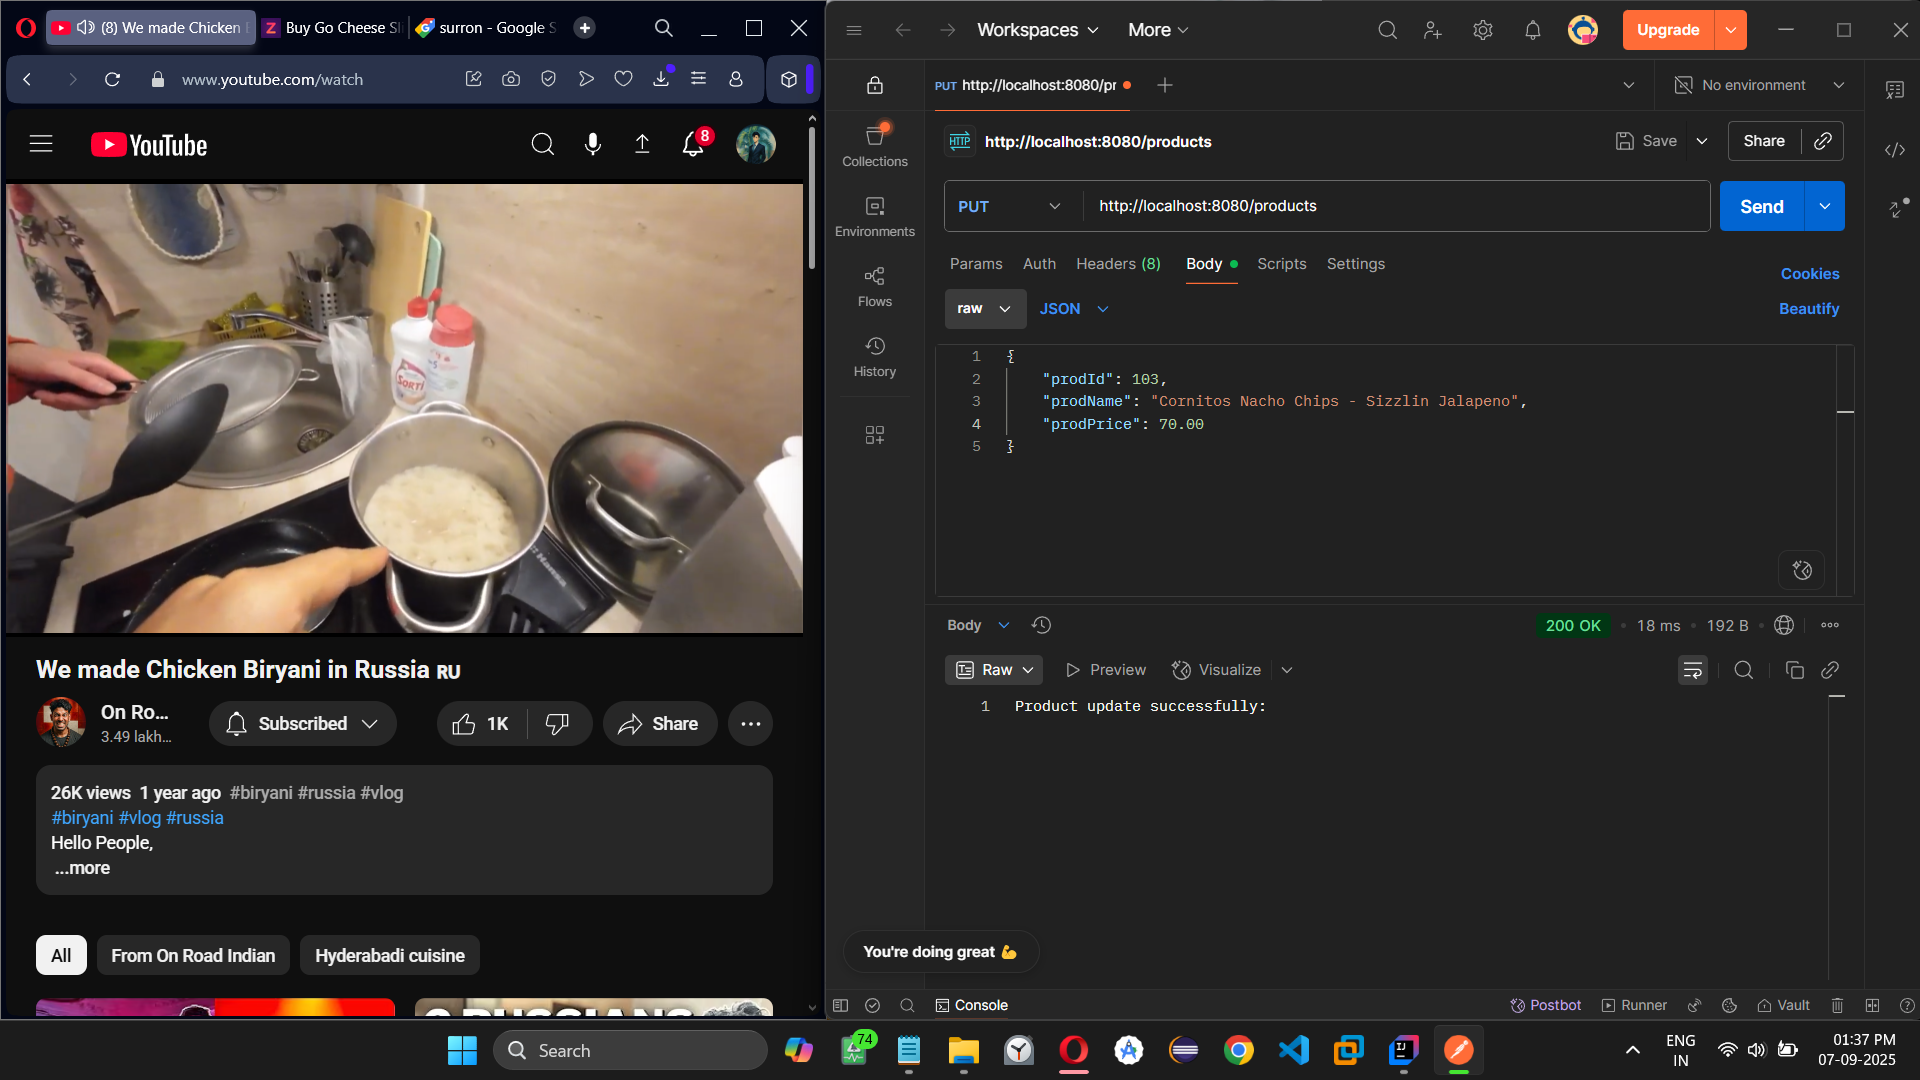 (8) We made Chicken
Buy Go Cheese Sli
surron - Google S
www.youtube.com/watch
YouTube
8
SORTI
Hansa
We made Chicken Biryani in Russia RU
On Ro...
3.49 lakh...
Subscribed
1K
Share
26K views 1 year ago #biryani #russia #vlog
#biryani #vlog #russia
Hello People,
...more
All
From On Road Indian
Hyderabadi cuisine
Workspaces
More
Upgrade
PUT http://localhost:8080/pr
No environment
Collections
Environments
Flows
History
HTTP
http://localhost:8080/products
Save
Share
PUT
http://localhost:8080/products
Send
Params
Auth
Headers (8)
Body
Scripts
Settings
Cookies
raw
JSON
Beautify
1 {
2 "prodId": 103,
3 "prodName": "Cornitos Nacho Chips - Sizzlin Jalapeno",
4 "prodPrice": 70.00
5 }
Body
200 OK
18 ms
192 B
Raw
Preview
Visualize
1 Product update successfully:
You're doing great 💪
Console
Postbot
Runner
Vault
Search
74
ENG
IN
01:37 PM
07-09-2025